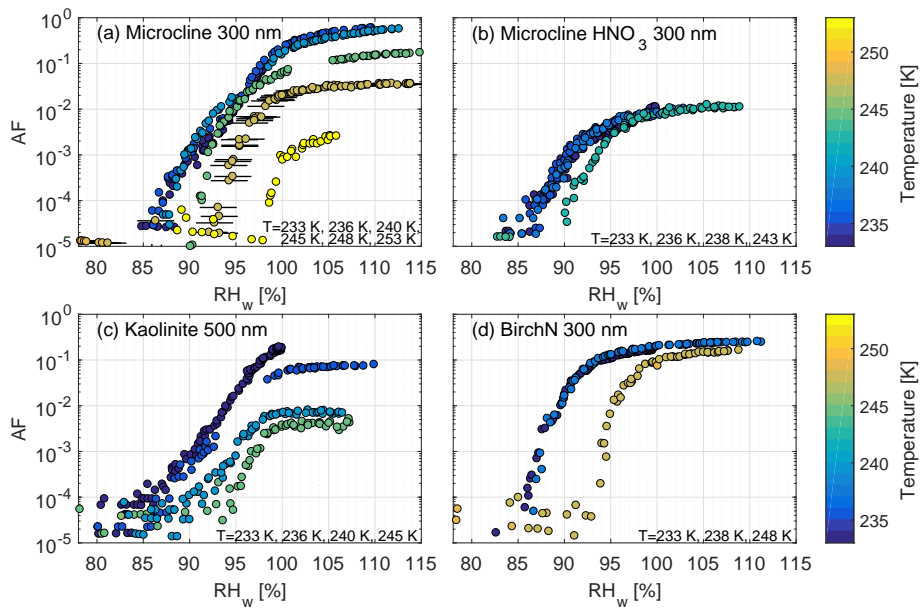 (a) Microcline 300 nm
10^0
10^-1
10^-2
10^-3
10^-4
10^-5
AF
T=233 K, 236 K, 240 K,
245 K, 248 K, 253 K
80 85 90 95 100 105 110 115
RH_w [%]
(b) Microcline HNO_3 300 nm
T=233 K, 236 K, 238 K, 243 K
80 85 90 95 100 105 110 115
RH_w [%]
250
245
240
235
Temperature [K]
(c) Kaolinite 500 nm
10^0
10^-1
10^-2
10^-3
10^-4
10^-5
AF
T=233 K, 236 K, 240 K, 245 K
80 85 90 95 100 105 110 115
RH_w [%]
(d) BirchN 300 nm
T=233 K, 238 K, 248 K
80 85 90 95 100 105 110 115
RH_w [%]
250
245
240
235
Temperature [K]